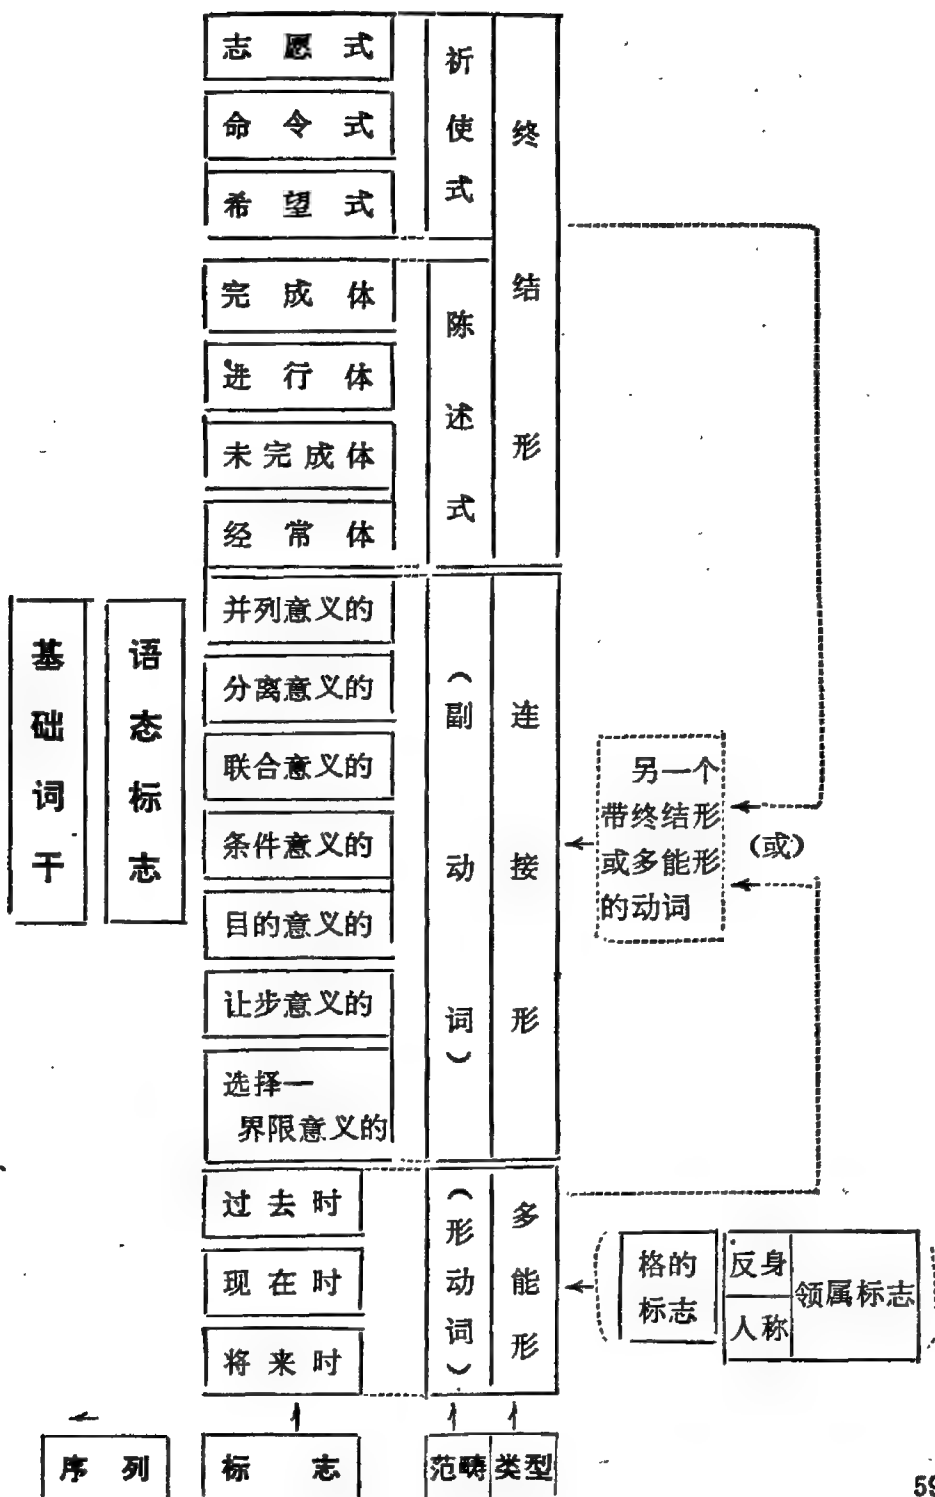 志愿式
命令式
希望式
祈使式
完成体
进行体
未完成体
经常体
陈述式
终结形
基础词干
语态标志
并列意义的
分离意义的
联合意义的
条件意义的
目的意义的
让步意义的
选择一
界限意义的
（副动词）
连接形
另一个
带终结形
或多能形
的动词
（或）
过去时
现在时
将来时
（形动词）
多能形
格的
标志
反身
人称
领属标志
序列
标志
范畴
类型
59